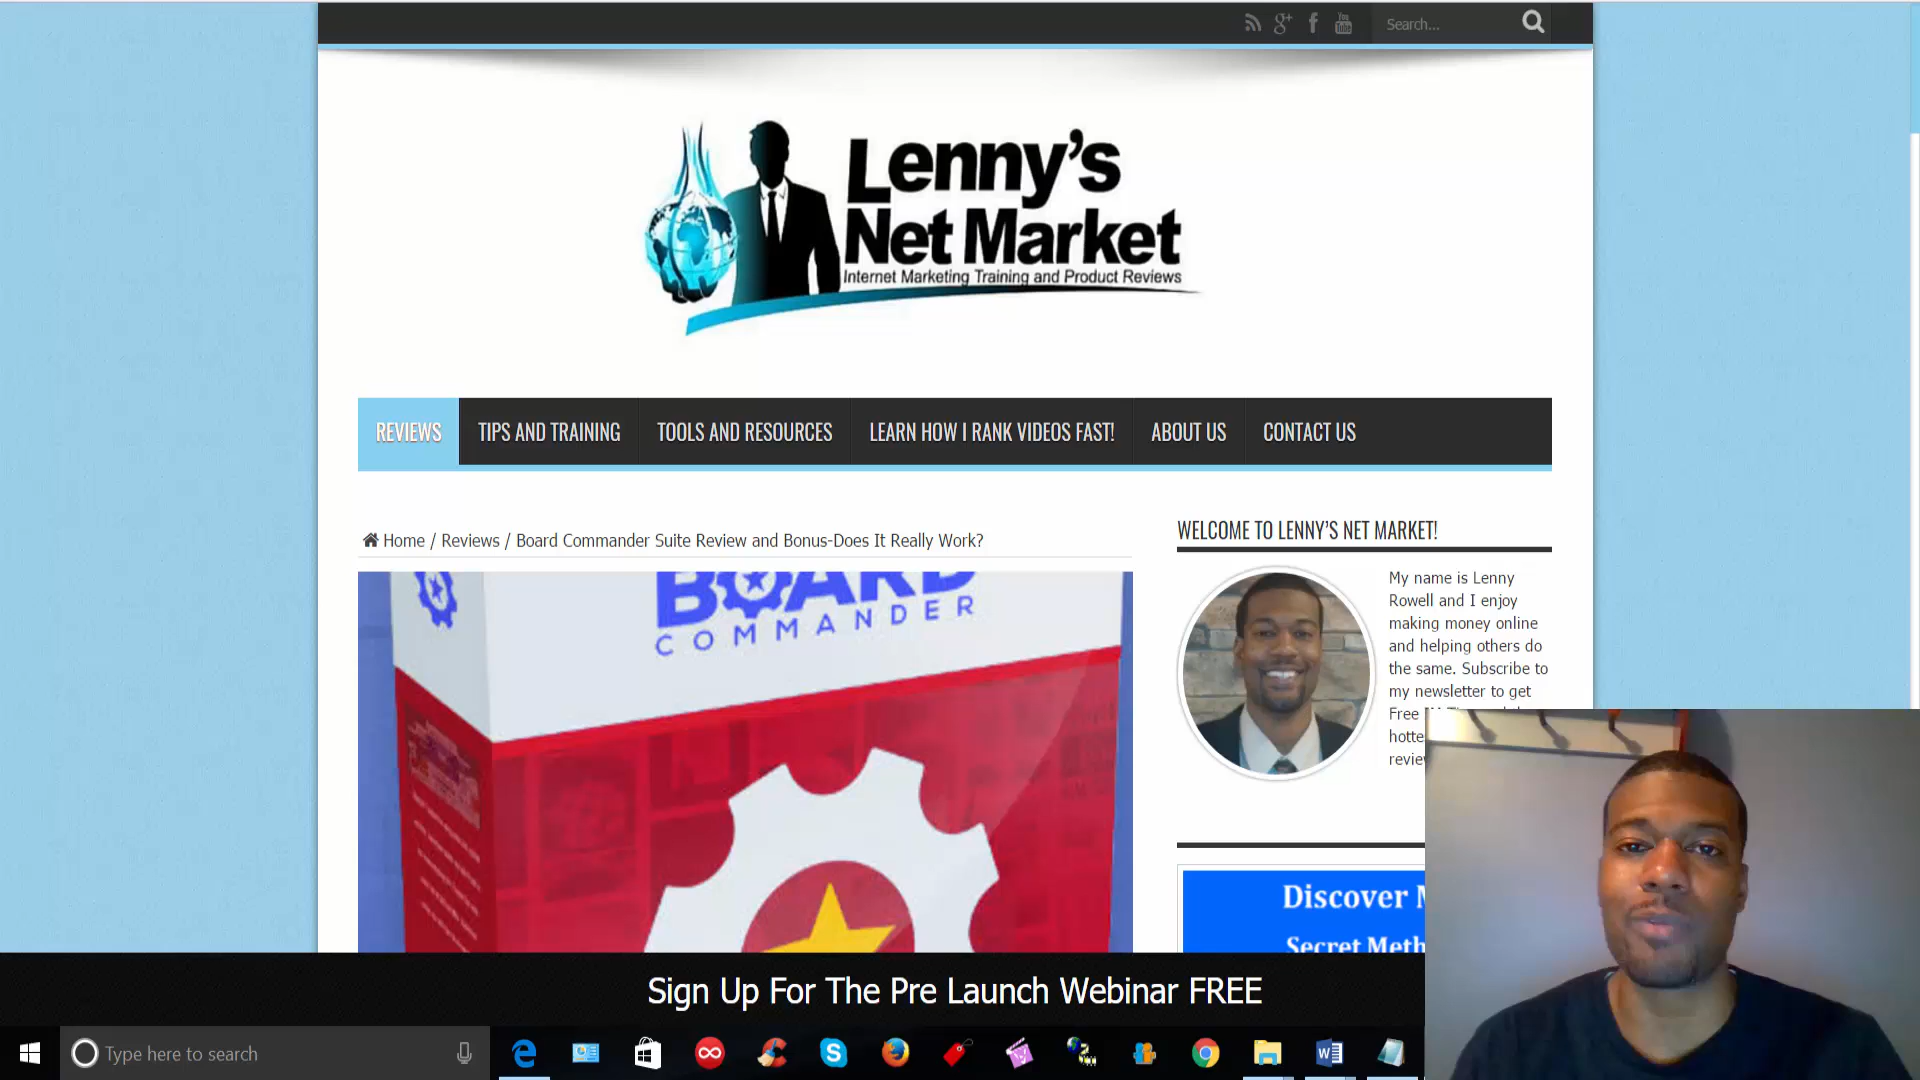 Search...
Lenny's
Net Market
Internet Marketing Training and Product Reviews
REVIEWS
TIPS AND TRAINING
TOOLS AND RESOURCES
LEARN HOW I RANK VIDEOS FAST!
ABOUT US
CONTACT US
Home / Reviews / Board Commander Suite Review and Bonus-Does It Really Work?
BOARD
COMMANDER
WELCOME TO LENNY'S NET MARKET!
My name is Lenny
Rowell and I enjoy
making money online
and helping others do
the same. Subscribe to
my newsletter to get
Free
hotte
review
Discover
Secret Meth
Sign Up For The Pre Launch Webinar FREE
Type here to search